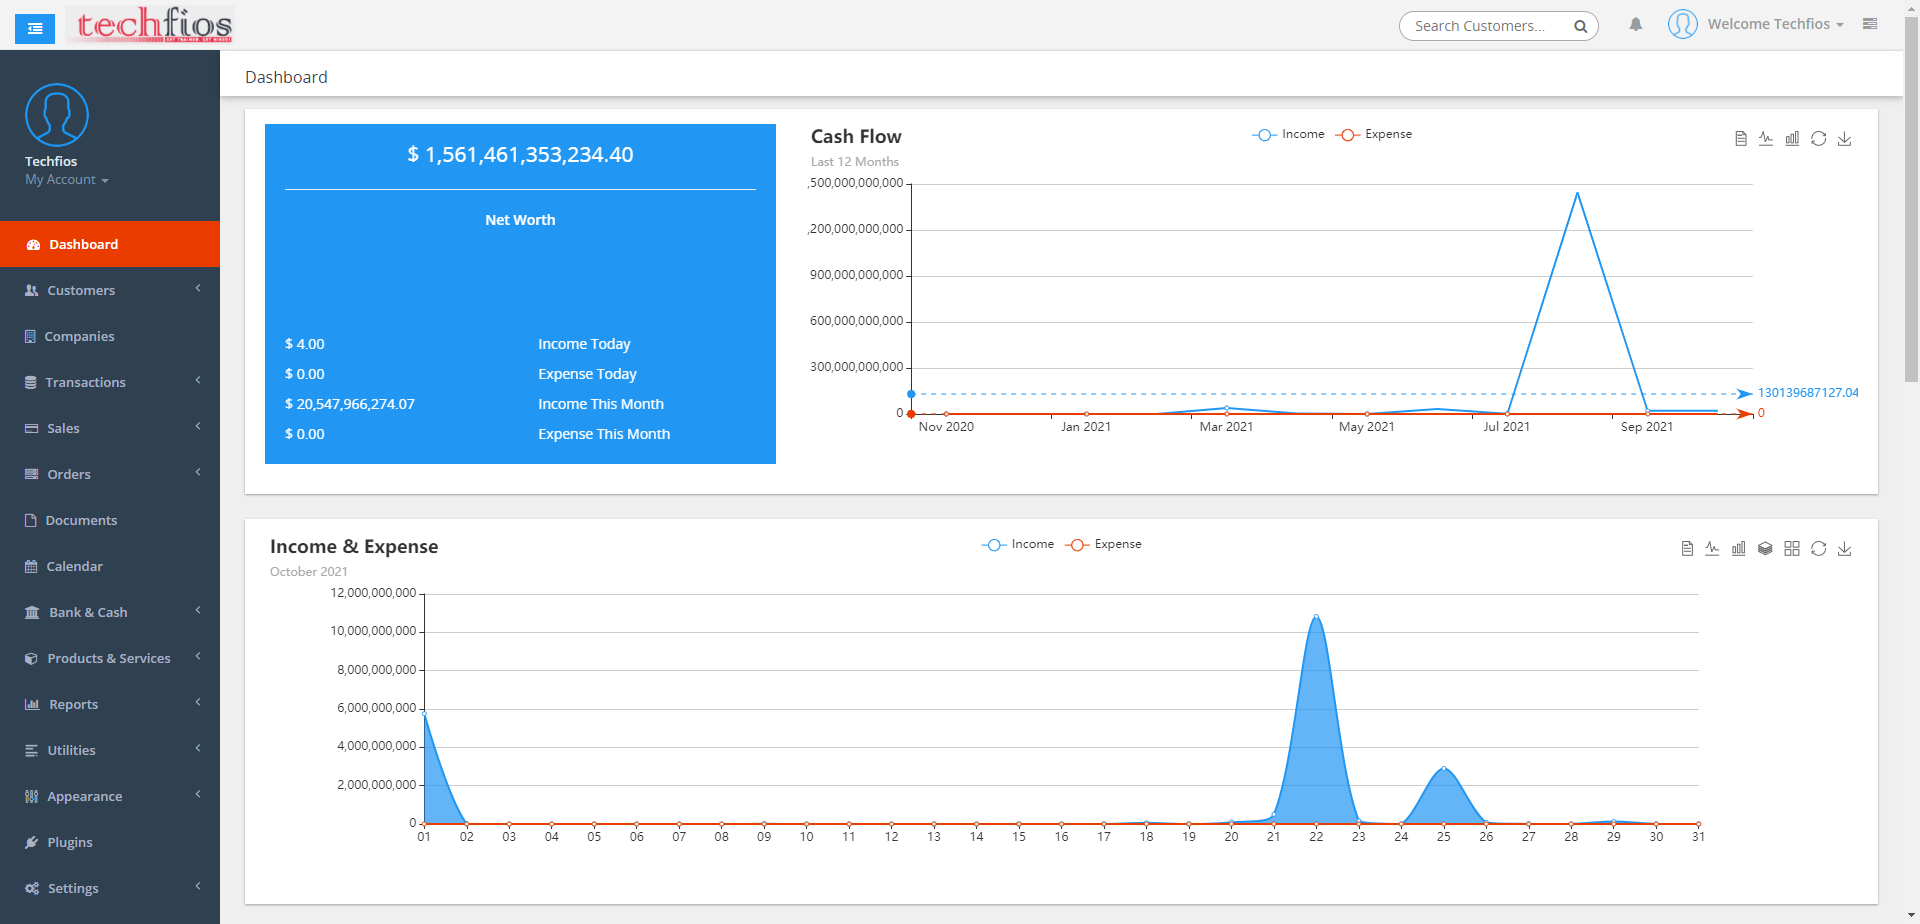 techfios
GET TRAINED. GET HIRED!
Search Customers...
Welcome Techfios
Techfios
My Account
Dashboard
Customers
Companies
Transactions
Sales
Orders
Documents
Calendar
Bank & Cash
Products & Services
Reports
Utilities
Appearance
Plugins
Settings
Dashboard
$ 1,561,461,353,234.40
Net Worth
$ 4.00 Income Today
$ 0.00 Expense Today
$ 20,547,966,274.07 Income This Month
$ 0.00 Expense This Month
Cash Flow
Last 12 Months
Income Expense
,500,000,000,000
,200,000,000,000
900,000,000,000
600,000,000,000
300,000,000,000
130139687127.04
0
0
Nov 2020 Jan 2021 Mar 2021 May 2021 Jul 2021 Sep 2021
Income & Expense
October 2021
Income Expense
12,000,000,000
10,000,000,000
8,000,000,000
6,000,000,000
4,000,000,000
2,000,000,000
0
01 02 03 04 05 06 07 08 09 10 11 12 13 14 15 16 17 18 19 20 21 22 23 24 25 26 27 28 29 30 31